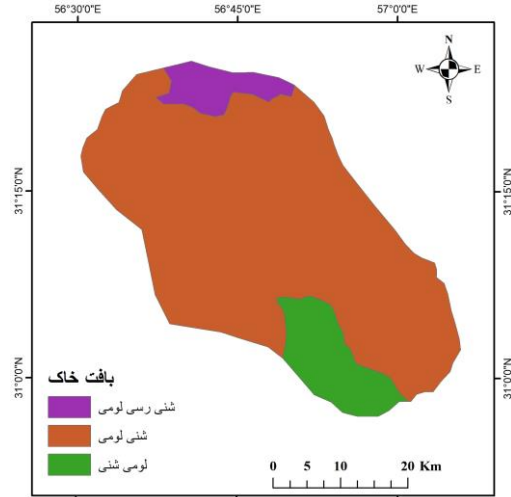 56°30'0"E 56°45'0"E 57°0'0"E
N
W E
S
31°15'0"N 31°15'0"N
31°0'0"N 31°0'0"N
بافت خاک
شنی رسی لومی
شنی لومی
لومی شنی
0 5 10 20 Km